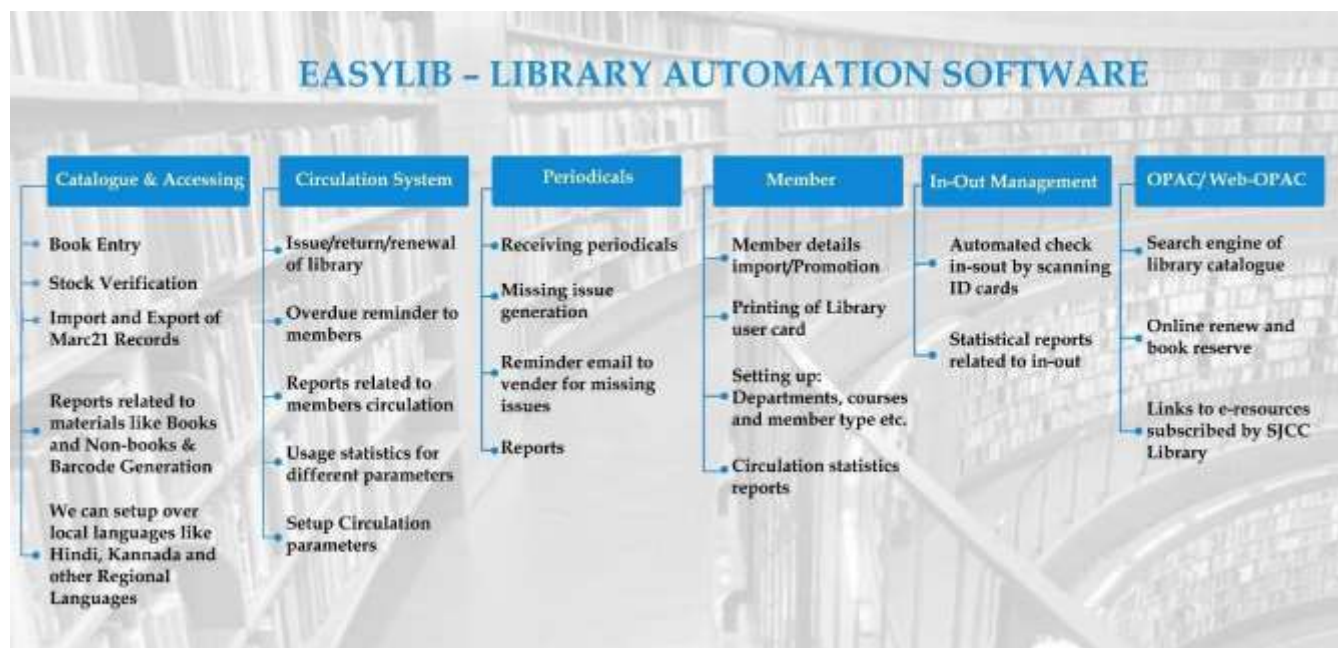 EASYLIB – LIBRARY AUTOMATION SOFTWARE
Catalogue & Accessing
Book Entry
Stock Verification
Import and Export of
Marc21 Records
Reports related to
materials like Books
and Non-books &
Barcode Generation
We can setup over
local languages like
Hindi, Kannada and
other Regional
Languages
Circulation System
Issue/return/renewal
of library
Overdue reminder to
members
Reports related to
members circulation
Usage statistics for
different parameters
Setup Circulation
parameters
Periodicals
Receiving periodicals
Missing issue
generation
Reminder email to
vender for missing
issues
Reports
Member
Member details
import/Promotion
Printing of Library
user card
Setting up:
Departments, courses
and member type etc.
Circulation statistics
reports
In-Out Management
Automated check
in-sout by scanning
ID cards
Statistical reports
related to in-out
OPAC/ Web-OPAC
Search engine of
library catalogue
Online renew and
book reserve
Links to e-resources
subscribed by SJCC
Library